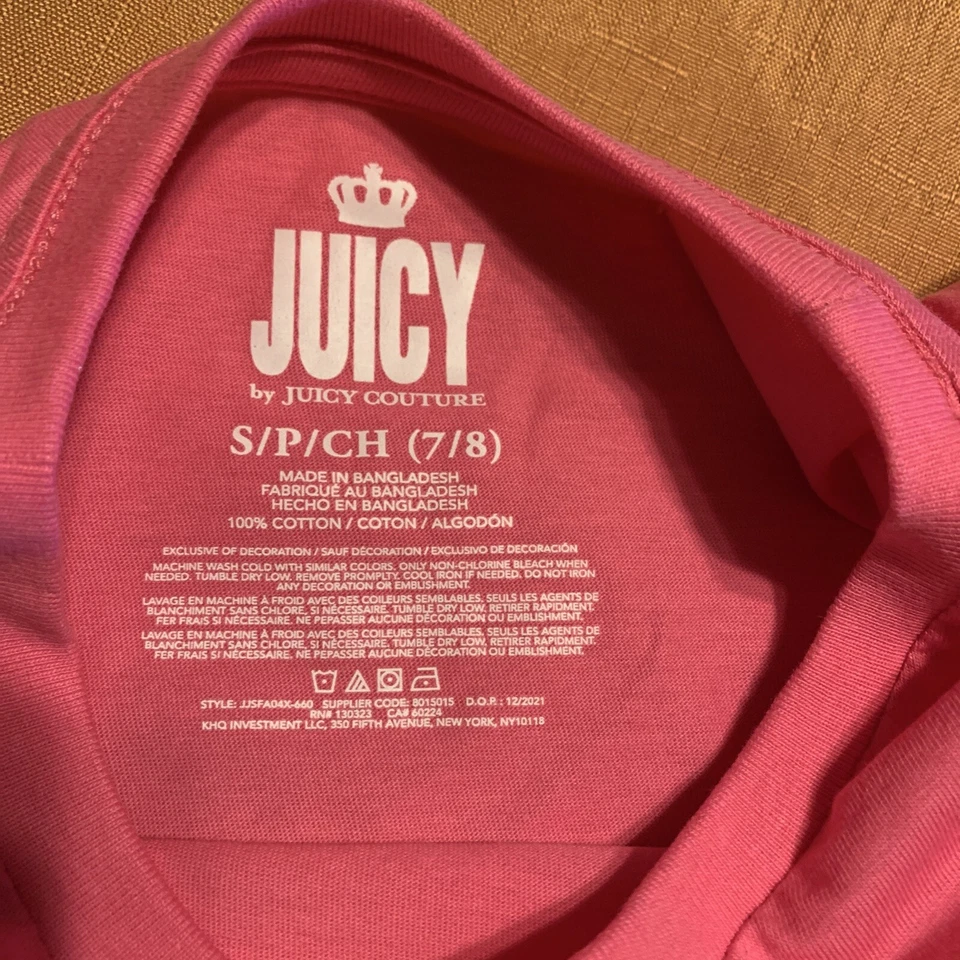 JUICY
by JUICY COUTURE
S/P/CH (7/8)
MADE IN BANGLADESH
FABRIQUÉ AU BANGLADESH
HECHO EN BANGLADESH
100% COTTON / COTON / ALGODÓN
EXCLUSIVE OF DECORATION / SAUF DÉCORATION / EXCLUSIVO DE DECORACIÓN
MACHINE WASH COLD WITH SIMILAR COLORS. ONLY NON-CHLORINE BLEACH WHEN
NEEDED. TUMBLE DRY LOW. REMOVE PROMPLTY. COOL IRON IF NEEDED. DO NOT IRON
ANY DECORATION OR EMBLISHMENT.
LAVAGE EN MACHINE À FROID AVEC DES COILEURS SEMBLABLES. SEULS LES AGENTS DE
BLANCHIMENT SANS CHLORE, SI NÉCESSAIRE. TUMBLE DRY LOW. RETIRER RAPIDMENT.
FER FRAIS SI NÉCESSAIRE. NE PEPASSER AUCUNE DÉCORATION OU EMBLISHMENT.
LAVAGE EN MACHINE À FROID AVEC DES COILEURS SEMBLABLES. SEULS LES AGENTS DE
BLANCHIMENT SANS CHLORE, SI NÉCESSAIRE. TUMBLE DRY LOW. RETIRER RAPIDMENT.
FER FRAIS SI NÉCESSAIRE. NE PEPASSER AUCUNE DÉCORATION OU EMBLISHMENT.
STYLE: JJSFA04X-660 SUPPLIER CODE: 8015015 D.O.P.: 12/2021
RN# 130323 CA# 60224
KHQ INVESTMENT LLC, 350 FIFTH AVENUE, NEW YORK, NY10118